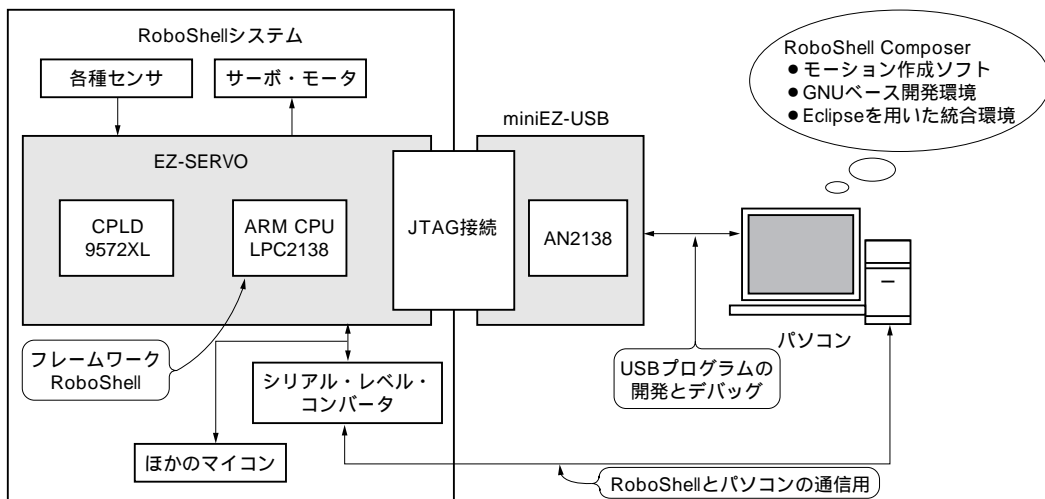 RoboShellシステム
各種センサ
サーボ・モータ
EZ-SERVO
CPLD
9572XL
ARM CPU
LPC2138
JTAG接続
miniEZ-USB
AN2138
RoboShell Composer
●モーション作成ソフト
●GNUベース開発環境
●Eclipseを用いた統合環境
パソコン
フレームワーク
RoboShell
シリアル・レベル・
コンバータ
USBプログラムの
開発とデバッグ
ほかのマイコン
RoboShellとパソコンの通信用